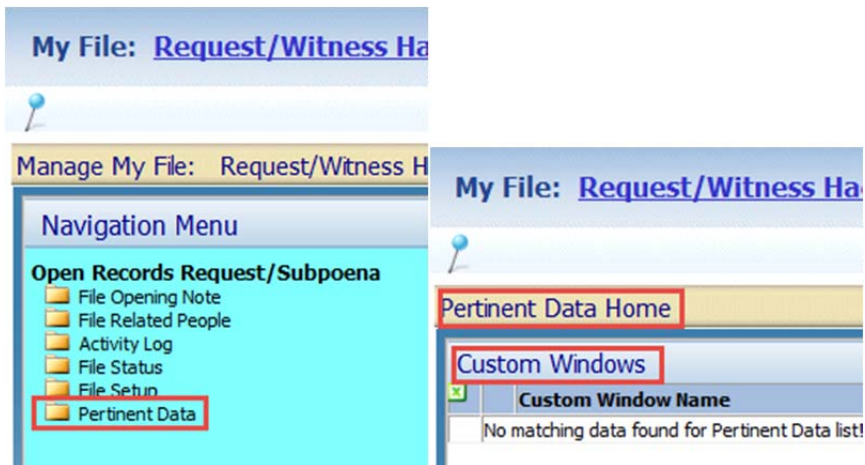 My File: Request/Witness Ha
Manage My File: Request/Witness H
Navigation Menu
Open Records Request/Subpoena
File Opening Note
File Related People
Activity Log
File Status
File Setup
Pertinent Data
My File: Request/Witness Ha
Pertinent Data Home
Custom Windows
Custom Window Name
No matching data found for Pertinent Data list!